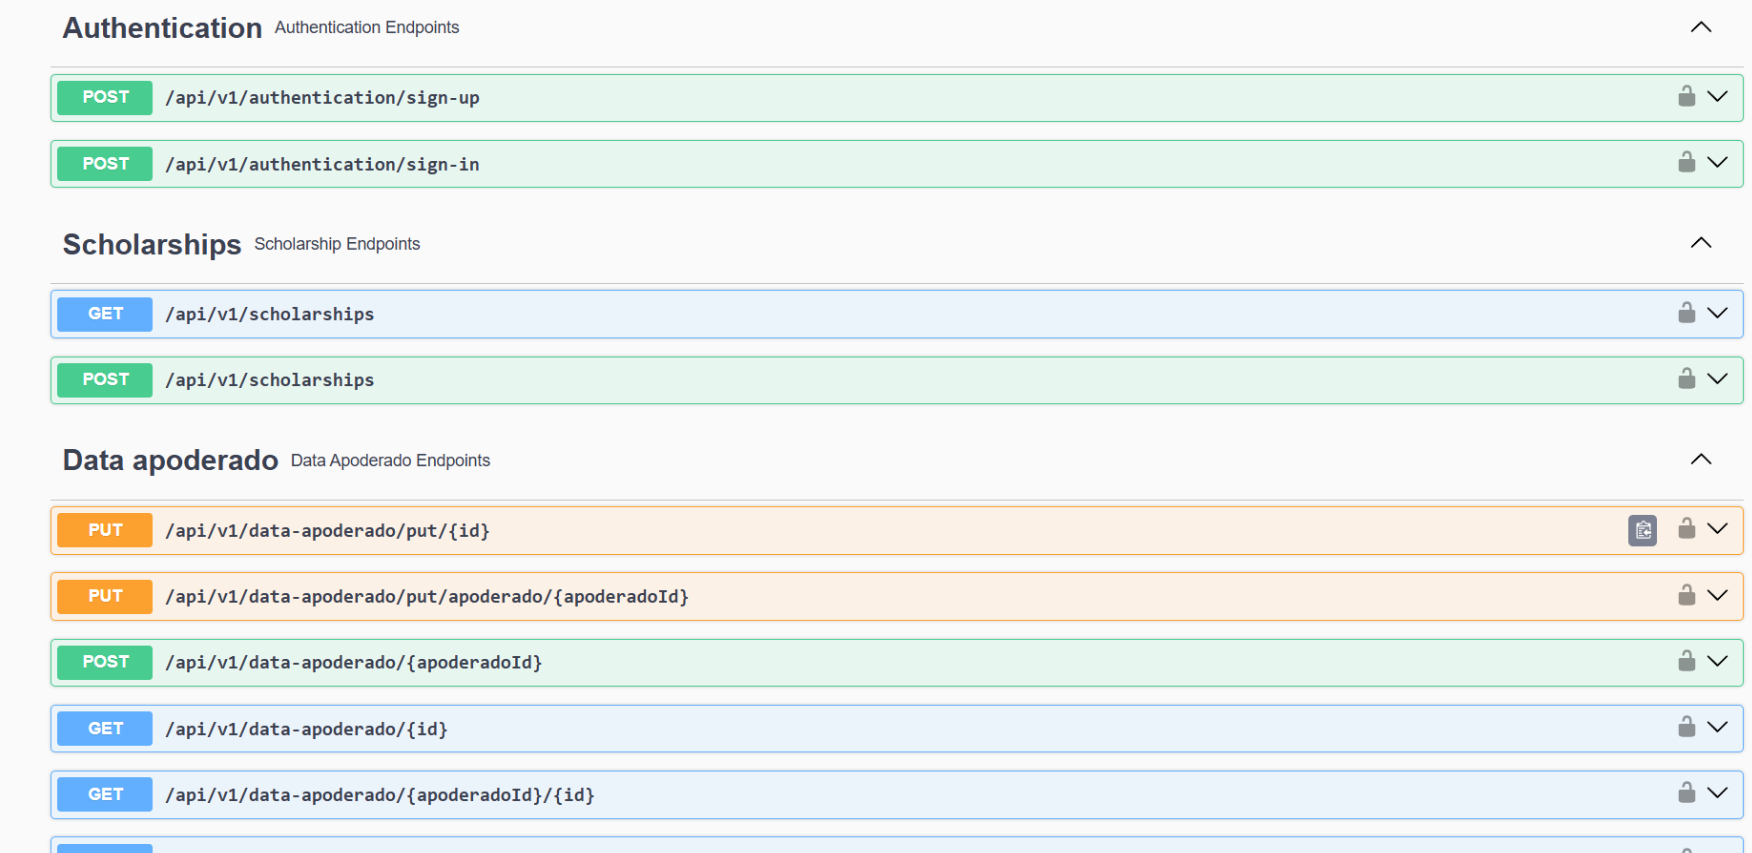 Authentication Authentication Endpoints
POST /api/v1/authentication/sign-up
POST /api/v1/authentication/sign-in
Scholarships Scholarship Endpoints
GET /api/v1/scholarships
POST /api/v1/scholarships
Data apoderado Data Apoderado Endpoints
PUT /api/v1/data-apoderado/put/{id}
PUT /api/v1/data-apoderado/put/apoderado/{apoderadoId}
POST /api/v1/data-apoderado/{apoderadoId}
GET /api/v1/data-apoderado/{id}
GET /api/v1/data-apoderado/{apoderadoId}/{id}